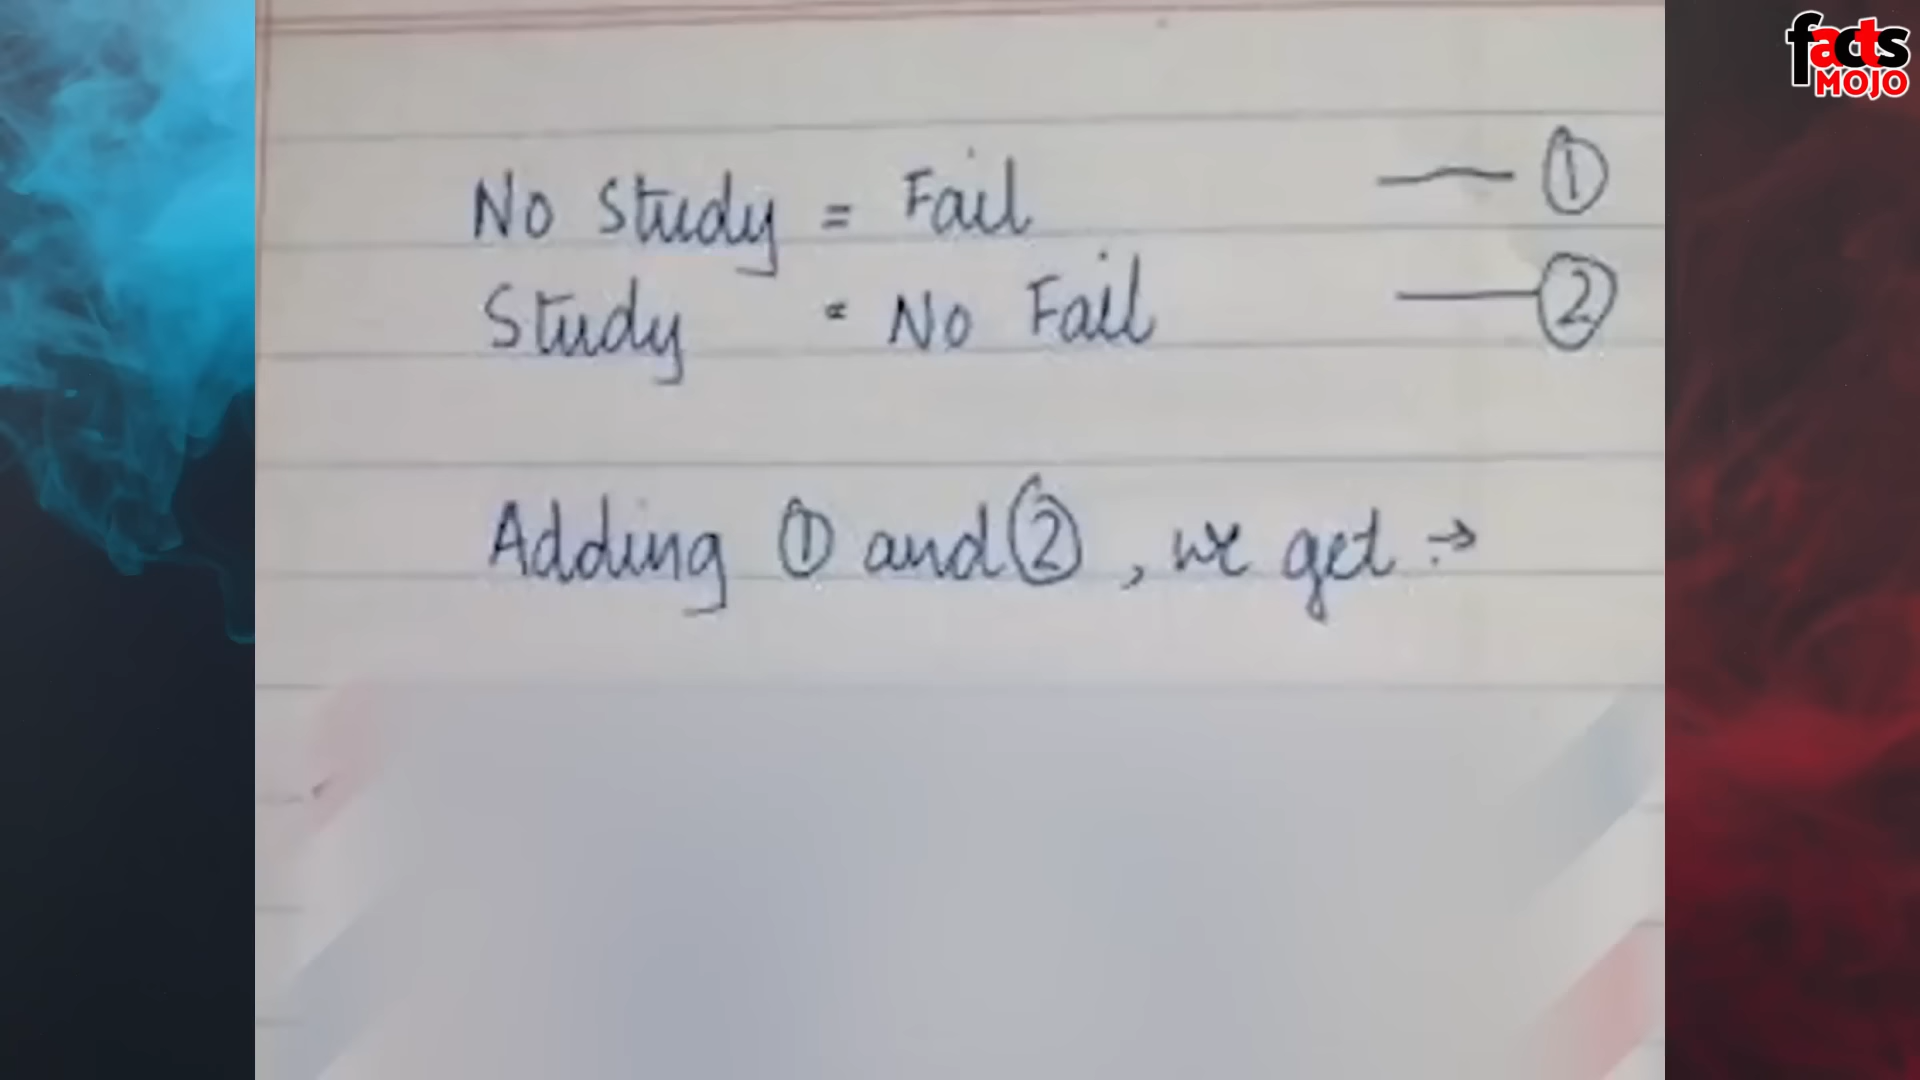 facts
MOJO
No Study = Fail — ①
Study = No Fail — ②
Adding ① and ②, we get :→